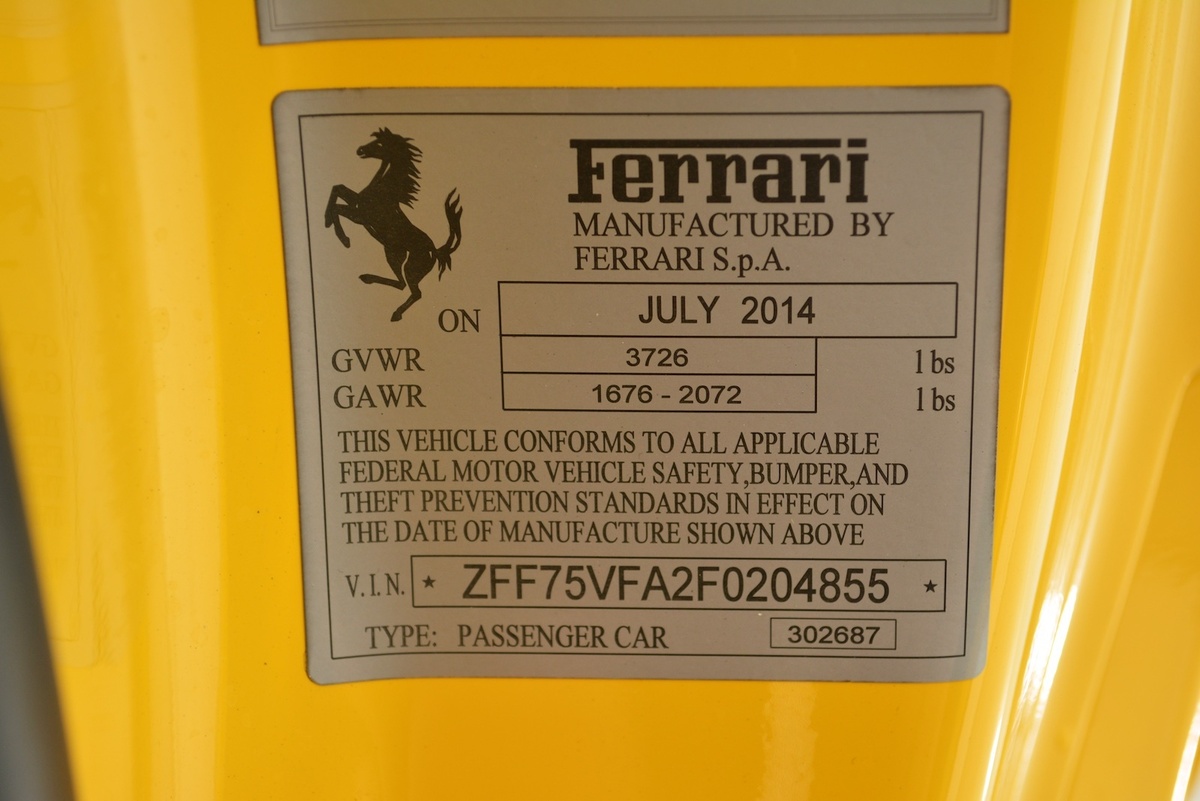 Ferrari
MANUFACTURED BY
FERRARI S.p.A.
ON JULY 2014
GVWR 3726 lbs
GAWR 1676 - 2072 lbs
THIS VEHICLE CONFORMS TO ALL APPLICABLE
FEDERAL MOTOR VEHICLE SAFETY,BUMPER,AND
THEFT PREVENTION STANDARDS IN EFFECT ON
THE DATE OF MANUFACTURE SHOWN ABOVE
V.I.N. ★ ZFF75VFA2F0204855 ★
TYPE: PASSENGER CAR 302687